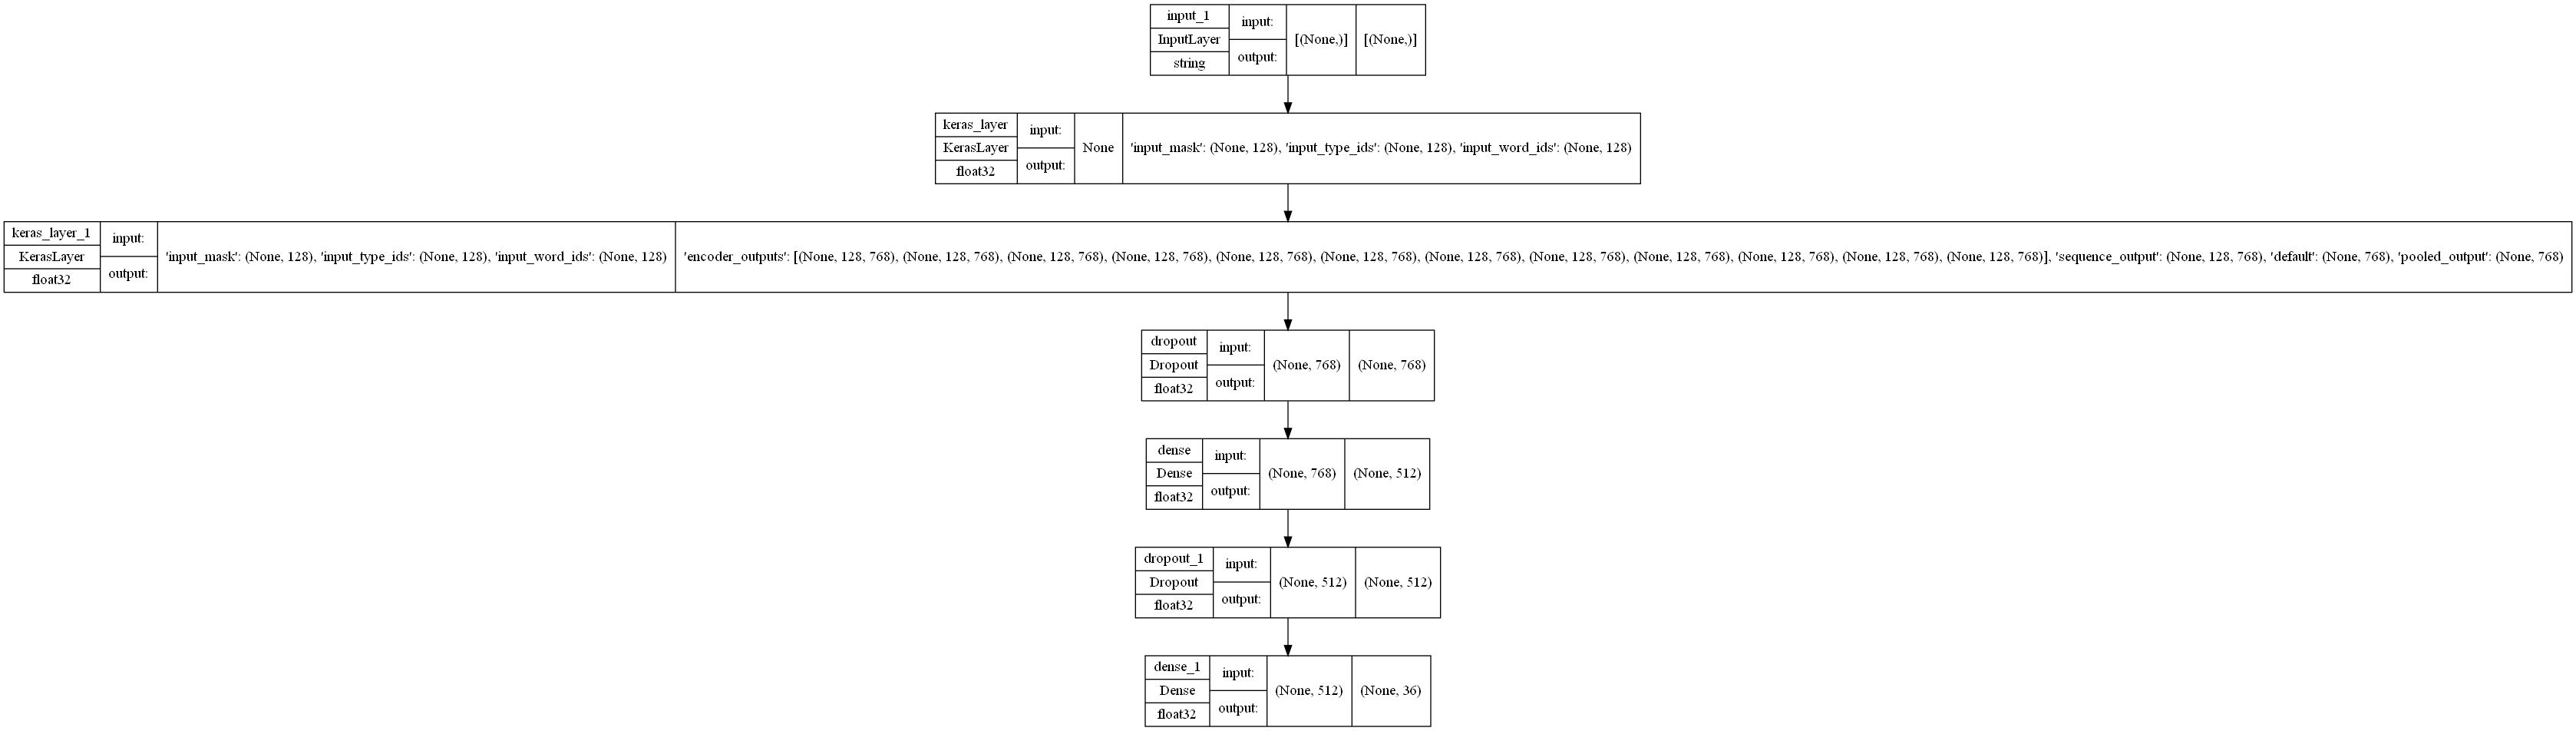 input_1
InputLayer
string
input:
output:
[(None,)]
[(None,)]
keras_layer
KerasLayer
float32
input:
output:
None
'input_mask': (None, 128), 'input_type_ids': (None, 128), 'input_word_ids': (None, 128)
keras_layer_1
KerasLayer
float32
input:
output:
'input_mask': (None, 128), 'input_type_ids': (None, 128), 'input_word_ids': (None, 128)
'encoder_outputs': [(None, 128, 768), (None, 128, 768), (None, 128, 768), (None, 128, 768), (None, 128, 768), (None, 128, 768), (None, 128, 768), (None, 128, 768), (None, 128, 768), (None, 128, 768), (None, 128, 768), (None, 128, 768)], 'sequence_output': (None, 128, 768), 'default': (None, 768), 'pooled_output': (None, 768)
dropout
Dropout
float32
input:
output:
(None, 768)
(None, 768)
dense
Dense
float32
input:
output:
(None, 768)
(None, 512)
dropout_1
Dropout
float32
input:
output:
(None, 512)
(None, 512)
dense_1
Dense
float32
input:
output:
(None, 512)
(None, 36)